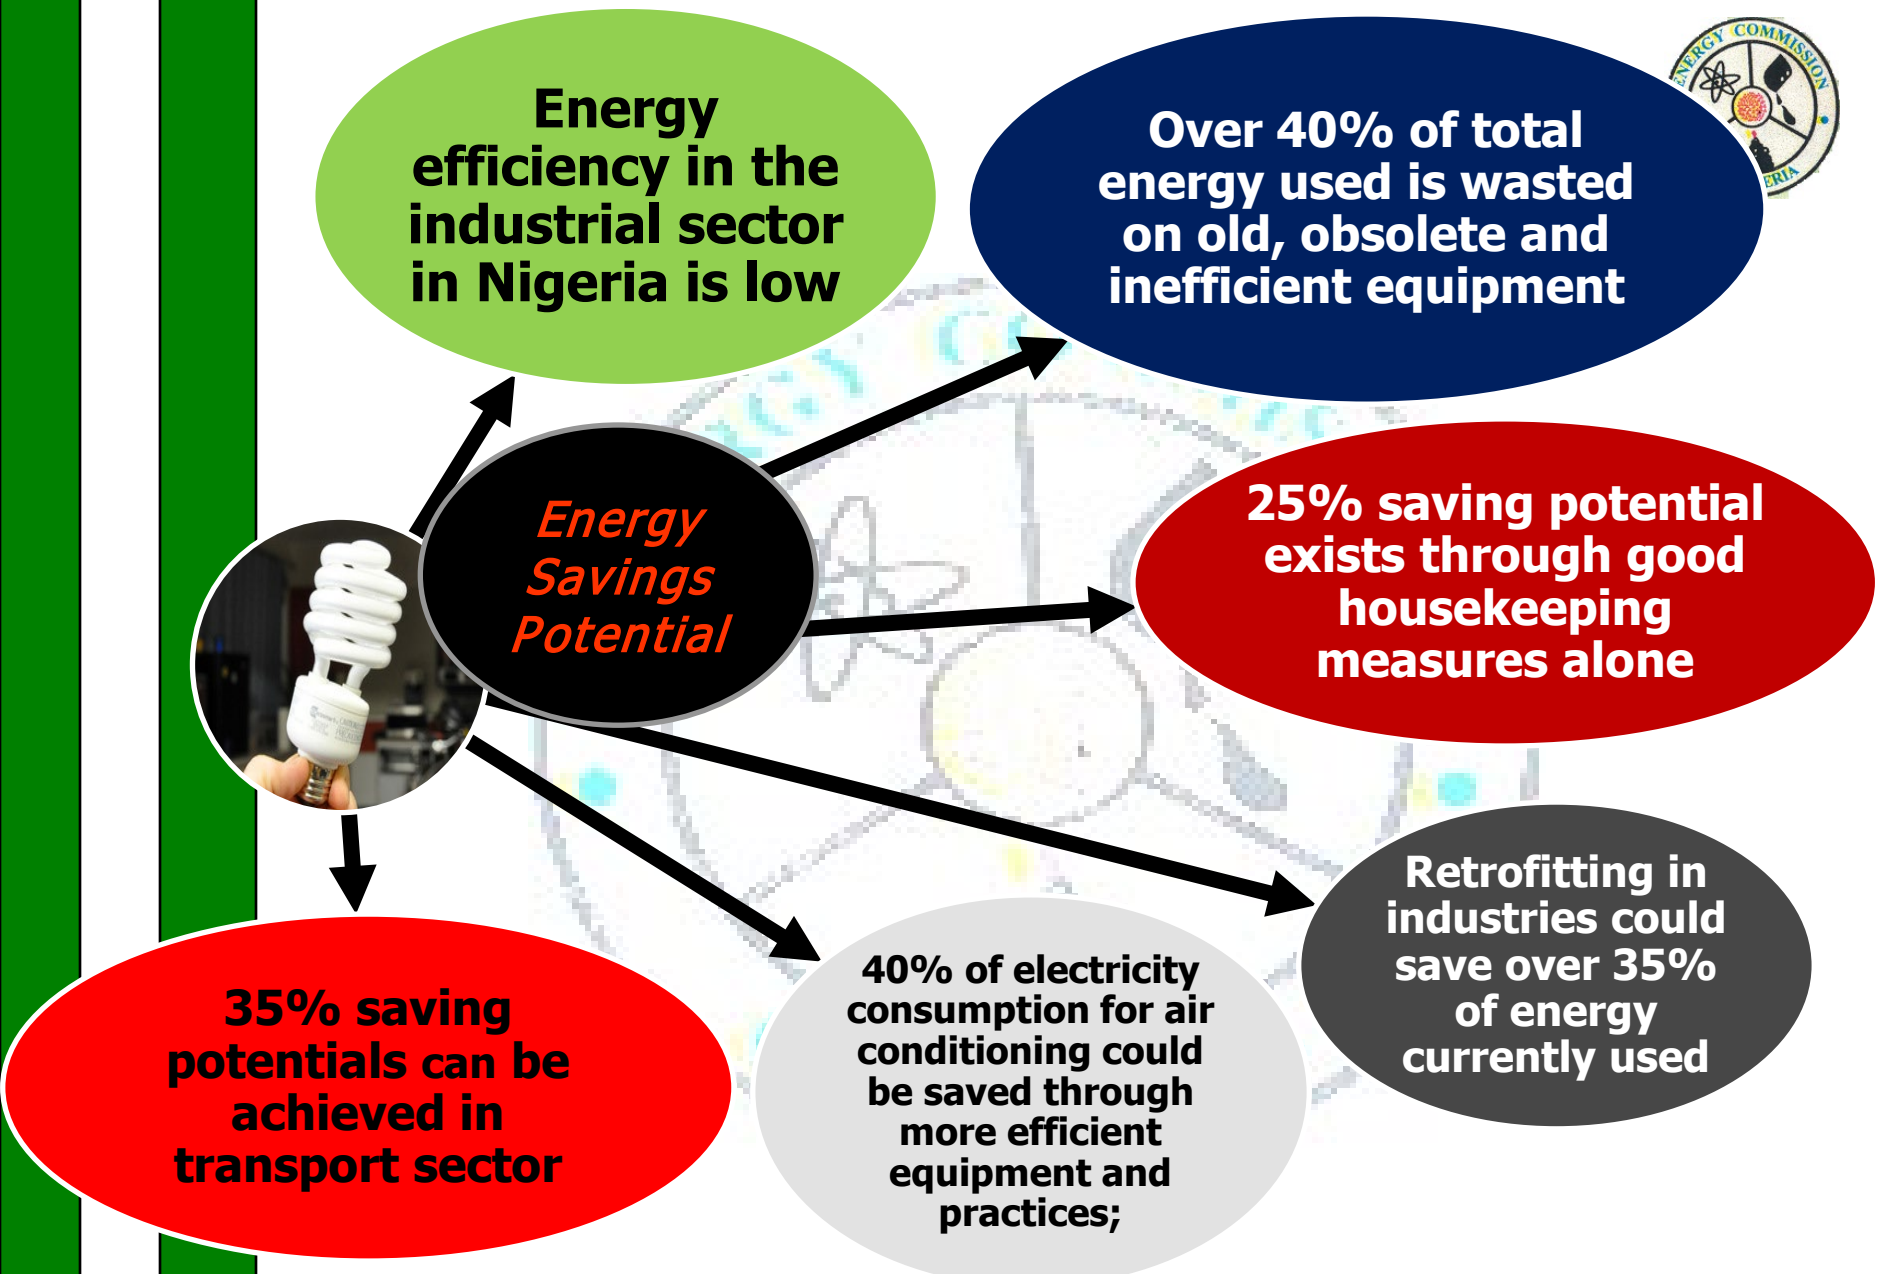 Energy
efficiency in the
industrial sector
in Nigeria is low
Over 40% of total
energy used is wasted
on old, obsolete and
inefficient equipment
ENERGY COMMISSION
ERIA
Energy
Savings
Potential
25% saving potential
exists through good
housekeeping
measures alone
Retrofitting in
industries could
save over 35%
of energy
currently used
40% of electricity
consumption for air
conditioning could
be saved through
more efficient
equipment and
practices;
35% saving
potentials can be
achieved in
transport sector